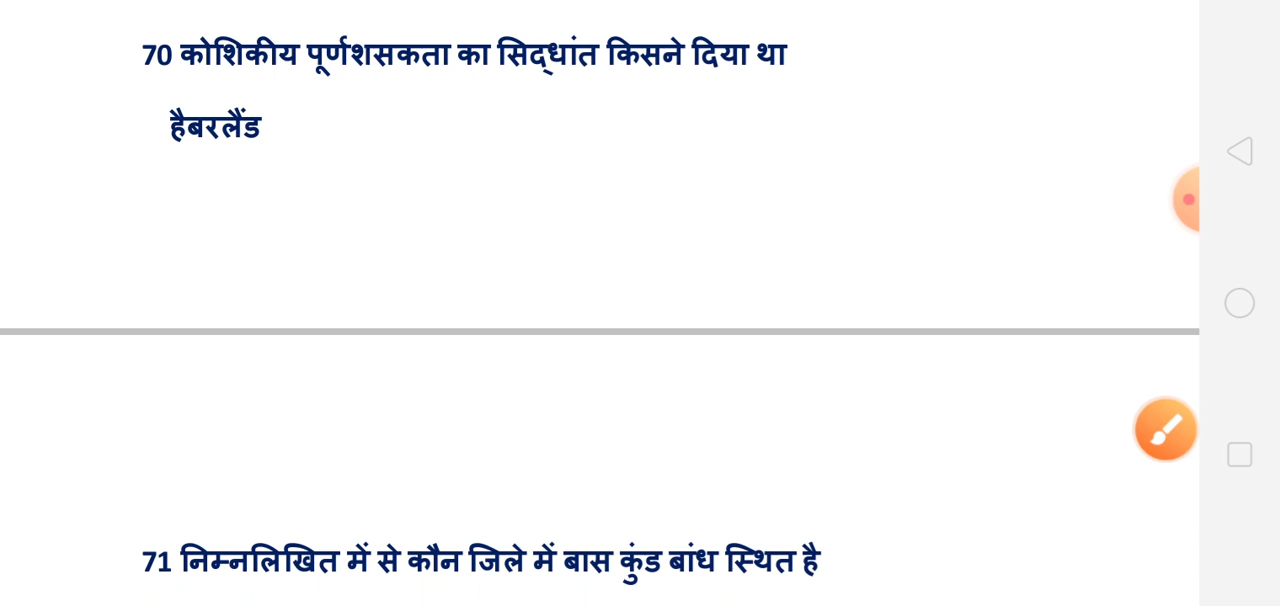 70 कोशिकीय पूर्णशसकता का सिद्धांत किसने दिया था
हैबरलैंड
71 निम्नलिखित में से कौन जिले में बास कुंड बांध स्थित है